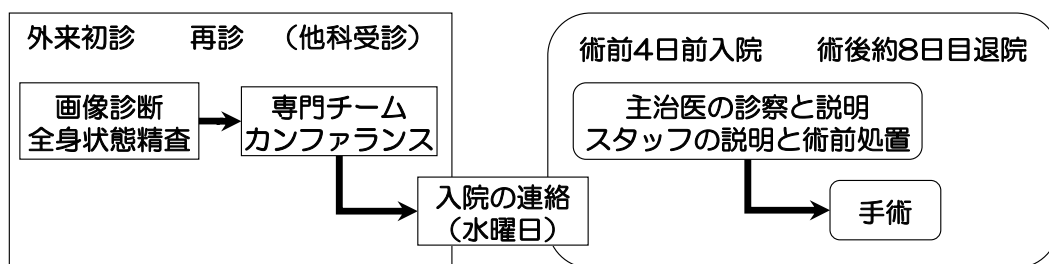 外来初診　再診　（他科受診）
画像診断
全身状態精査
専門チーム
カンファランス
入院の連絡
（水曜日）
術前4日前入院　術後約8日目退院
主治医の診察と説明
スタッフの説明と術前処置
手術